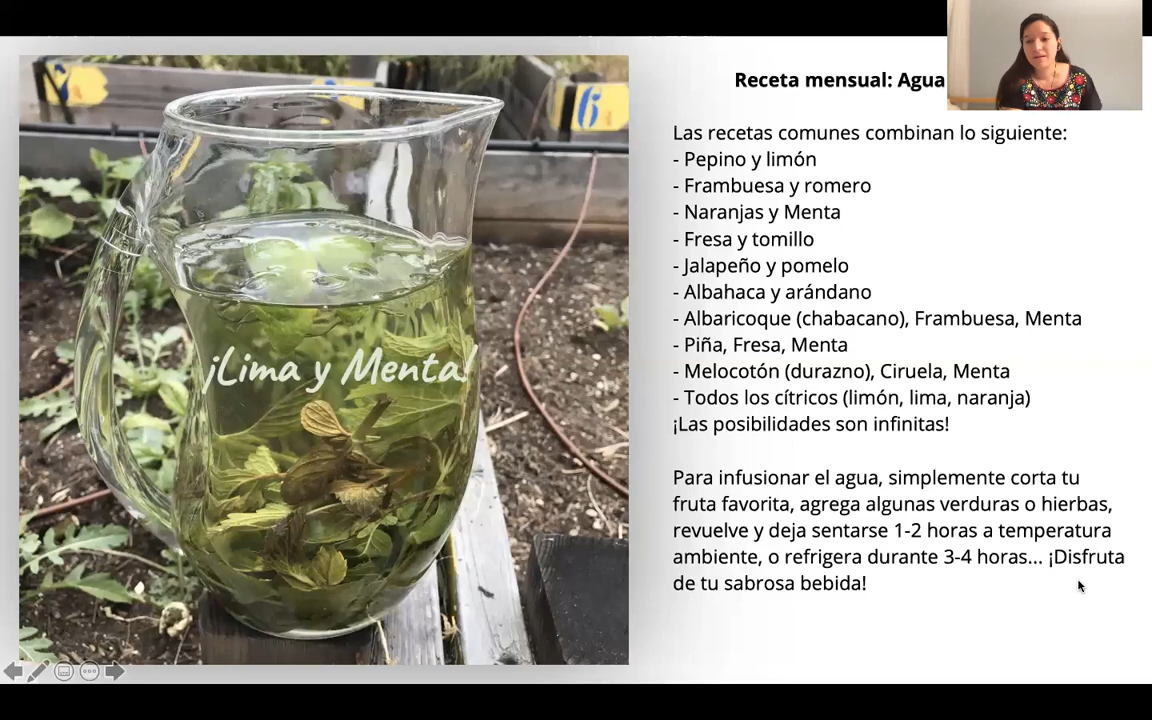 Receta mensual: Agua
Las recetas comunes combinan lo siguiente:
- Pepino y limón
- Frambuesa y romero
- Naranjas y Menta
- Fresa y tomillo
- Jalapeño y pomelo
- Albahaca y arándano
- Albaricoque (chabacano), Frambuesa, Menta
- Piña, Fresa, Menta
- Melocotón (durazno), Ciruela, Menta
- Todos los cítricos (limón, lima, naranja)
¡Las posibilidades son infinitas!
Para infusionar el agua, simplemente corta tu
fruta favorita, agrega algunas verduras o hierbas,
revuelve y deja sentarse 1-2 horas a temperatura
ambiente, o refrigera durante 3-4 horas... ¡Disfruta
de tu sabrosa bebida!
6
¡Lima y Menta!